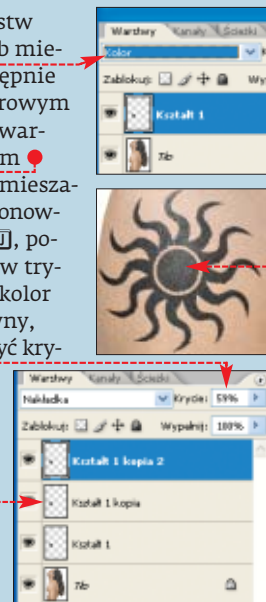 stw
b mie-
ępnie
rowym
war-
m
miesza-
onow-
J, po-
w try-
kolor
yny,
yć kry-
Warstwy Kanały Ścieżki
Kolor
Zablokuj: Wy
Kształt 1
Tło
Warstwy Kanały Ścieżki
Nakładka Krycie: 59%
Zablokuj: Wypełnij: 100%
Kształt 1 kopia 2
Kształt 1 kopia
Kształt 1
Tło